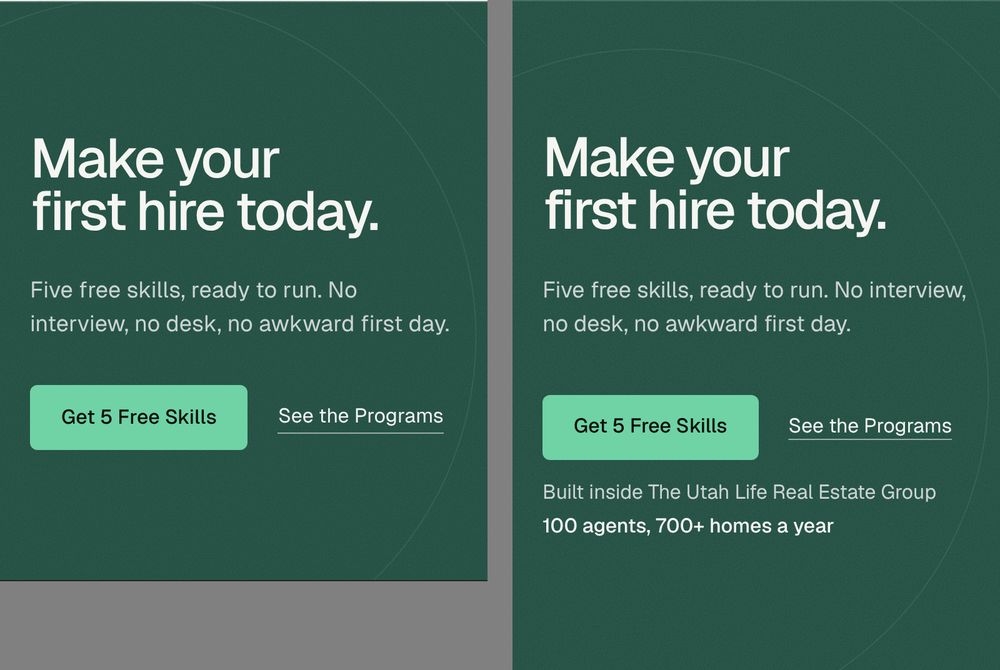 Make your
first hire today.
Five free skills, ready to run. No
interview, no desk, no awkward first day.
Get 5 Free Skills
See the Programs
Make your
first hire today.
Five free skills, ready to run. No interview,
no desk, no awkward first day.
Get 5 Free Skills
See the Programs
Built inside The Utah Life Real Estate Group
100 agents, 700+ homes a year